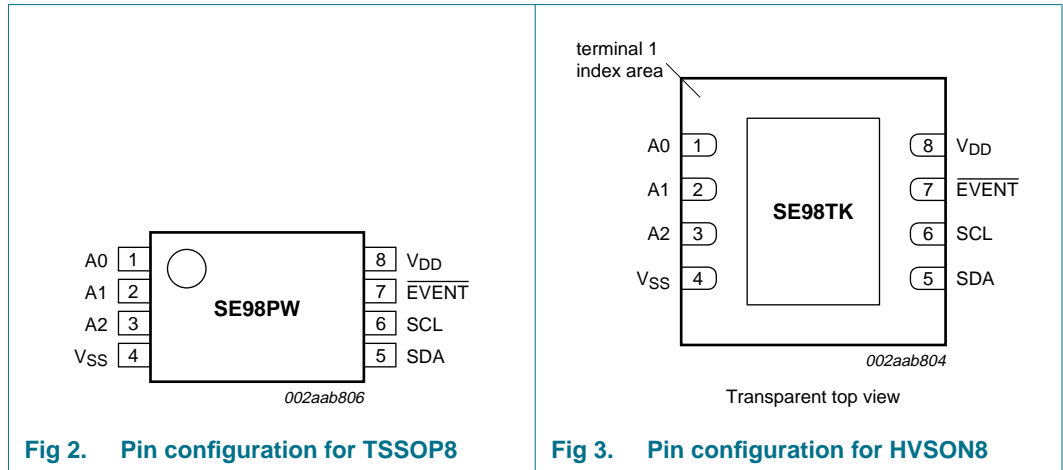 A0 1
A1 2
A2 3
VSS 4
SE98PW
8 VDD
7 EVENT
6 SCL
5 SDA
002aab806
Fig 2. Pin configuration for TSSOP8
terminal 1
index area
A0 1
A1 2
A2 3
VSS 4
SE98TK
8 VDD
7 EVENT
6 SCL
5 SDA
002aab804
Transparent top view
Fig 3. Pin configuration for HVSON8